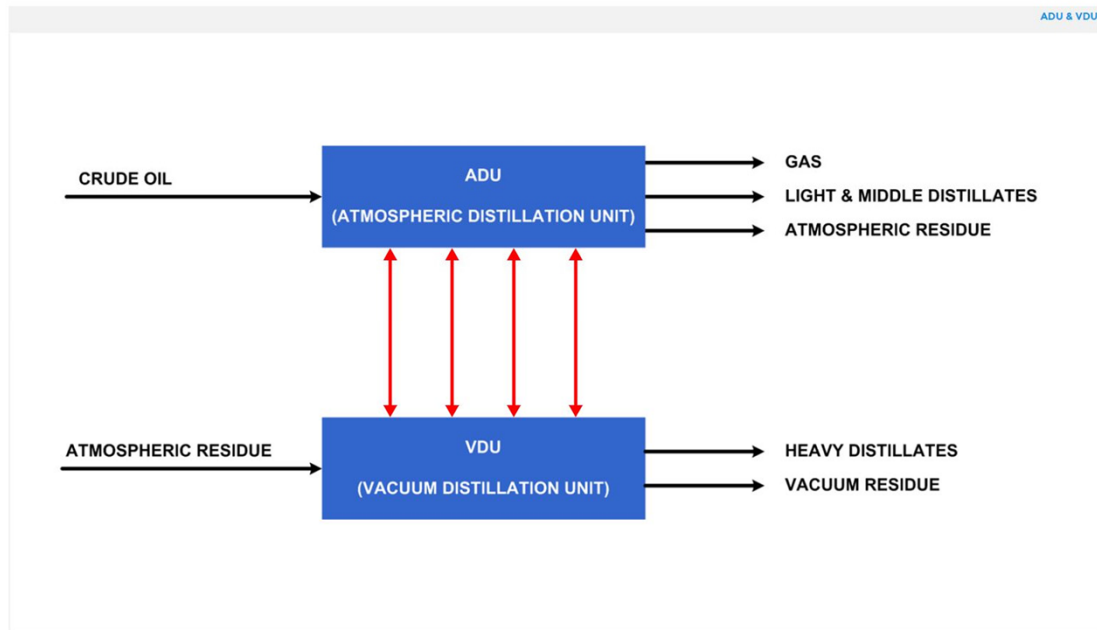 ADU & VDU
CRUDE OIL
ADU
(ATMOSPHERIC DISTILLATION UNIT)
GAS
LIGHT & MIDDLE DISTILLATES
ATMOSPHERIC RESIDUE
ATMOSPHERIC RESIDUE
VDU
(VACUUM DISTILLATION UNIT)
HEAVY DISTILLATES
VACUUM RESIDUE